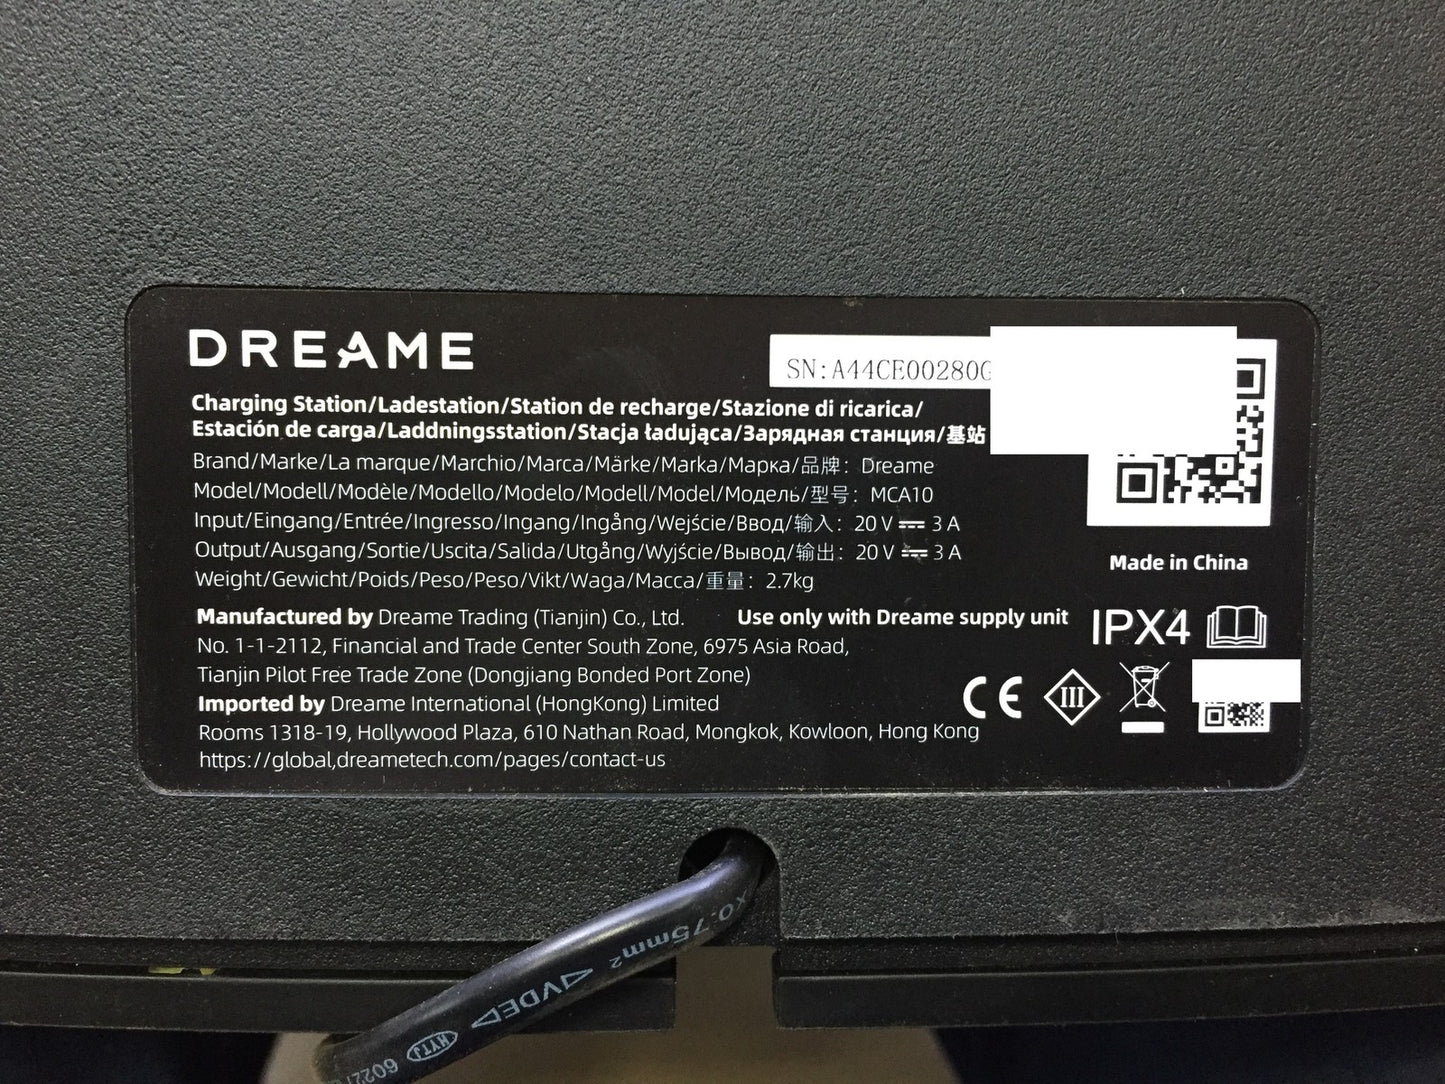 DREAME
SN:A44CE00280
Charging Station/Ladestation/Station de recharge/Stazione di ricarica/
Estación de carga/Laddningsstation/Stacja ładująca/Зарядная станция/基站
Brand/Marke/La marque/Marchio/Marca/Märke/Marka/Марка/品牌: Dreame
Model/Modell/Modèle/Modello/Modelo/Modell/Model/Модель/型号: MCA10
Input/Eingang/Entrée/Ingresso/Ingang/Ingång/Wejście/Ввод/输入: 20 V ⎓ 3 A
Output/Ausgang/Sortie/Uscita/Salida/Utgång/Wyjście/Вывод/输出: 20 V ⎓ 3 A
Weight/Gewicht/Poids/Peso/Peso/Vikt/Waga/Масса/重量: 2.7kg
Made in China
Manufactured by Dreame Trading (Tianjin) Co., Ltd.
Use only with Dreame supply unit
IPX4
No. 1-1-2112, Financial and Trade Center South Zone, 6975 Asia Road,
Tianjin Pilot Free Trade Zone (Dongjiang Bonded Port Zone)
Imported by Dreame International (HongKong) Limited
CE
III
Rooms 1318-19, Hollywood Plaza, 610 Nathan Road, Mongkok, Kowloon, Hong Kong
https://global,dreametech.com/pages/contact-us
x0.75mm² ◁VDE▷ HYTJ